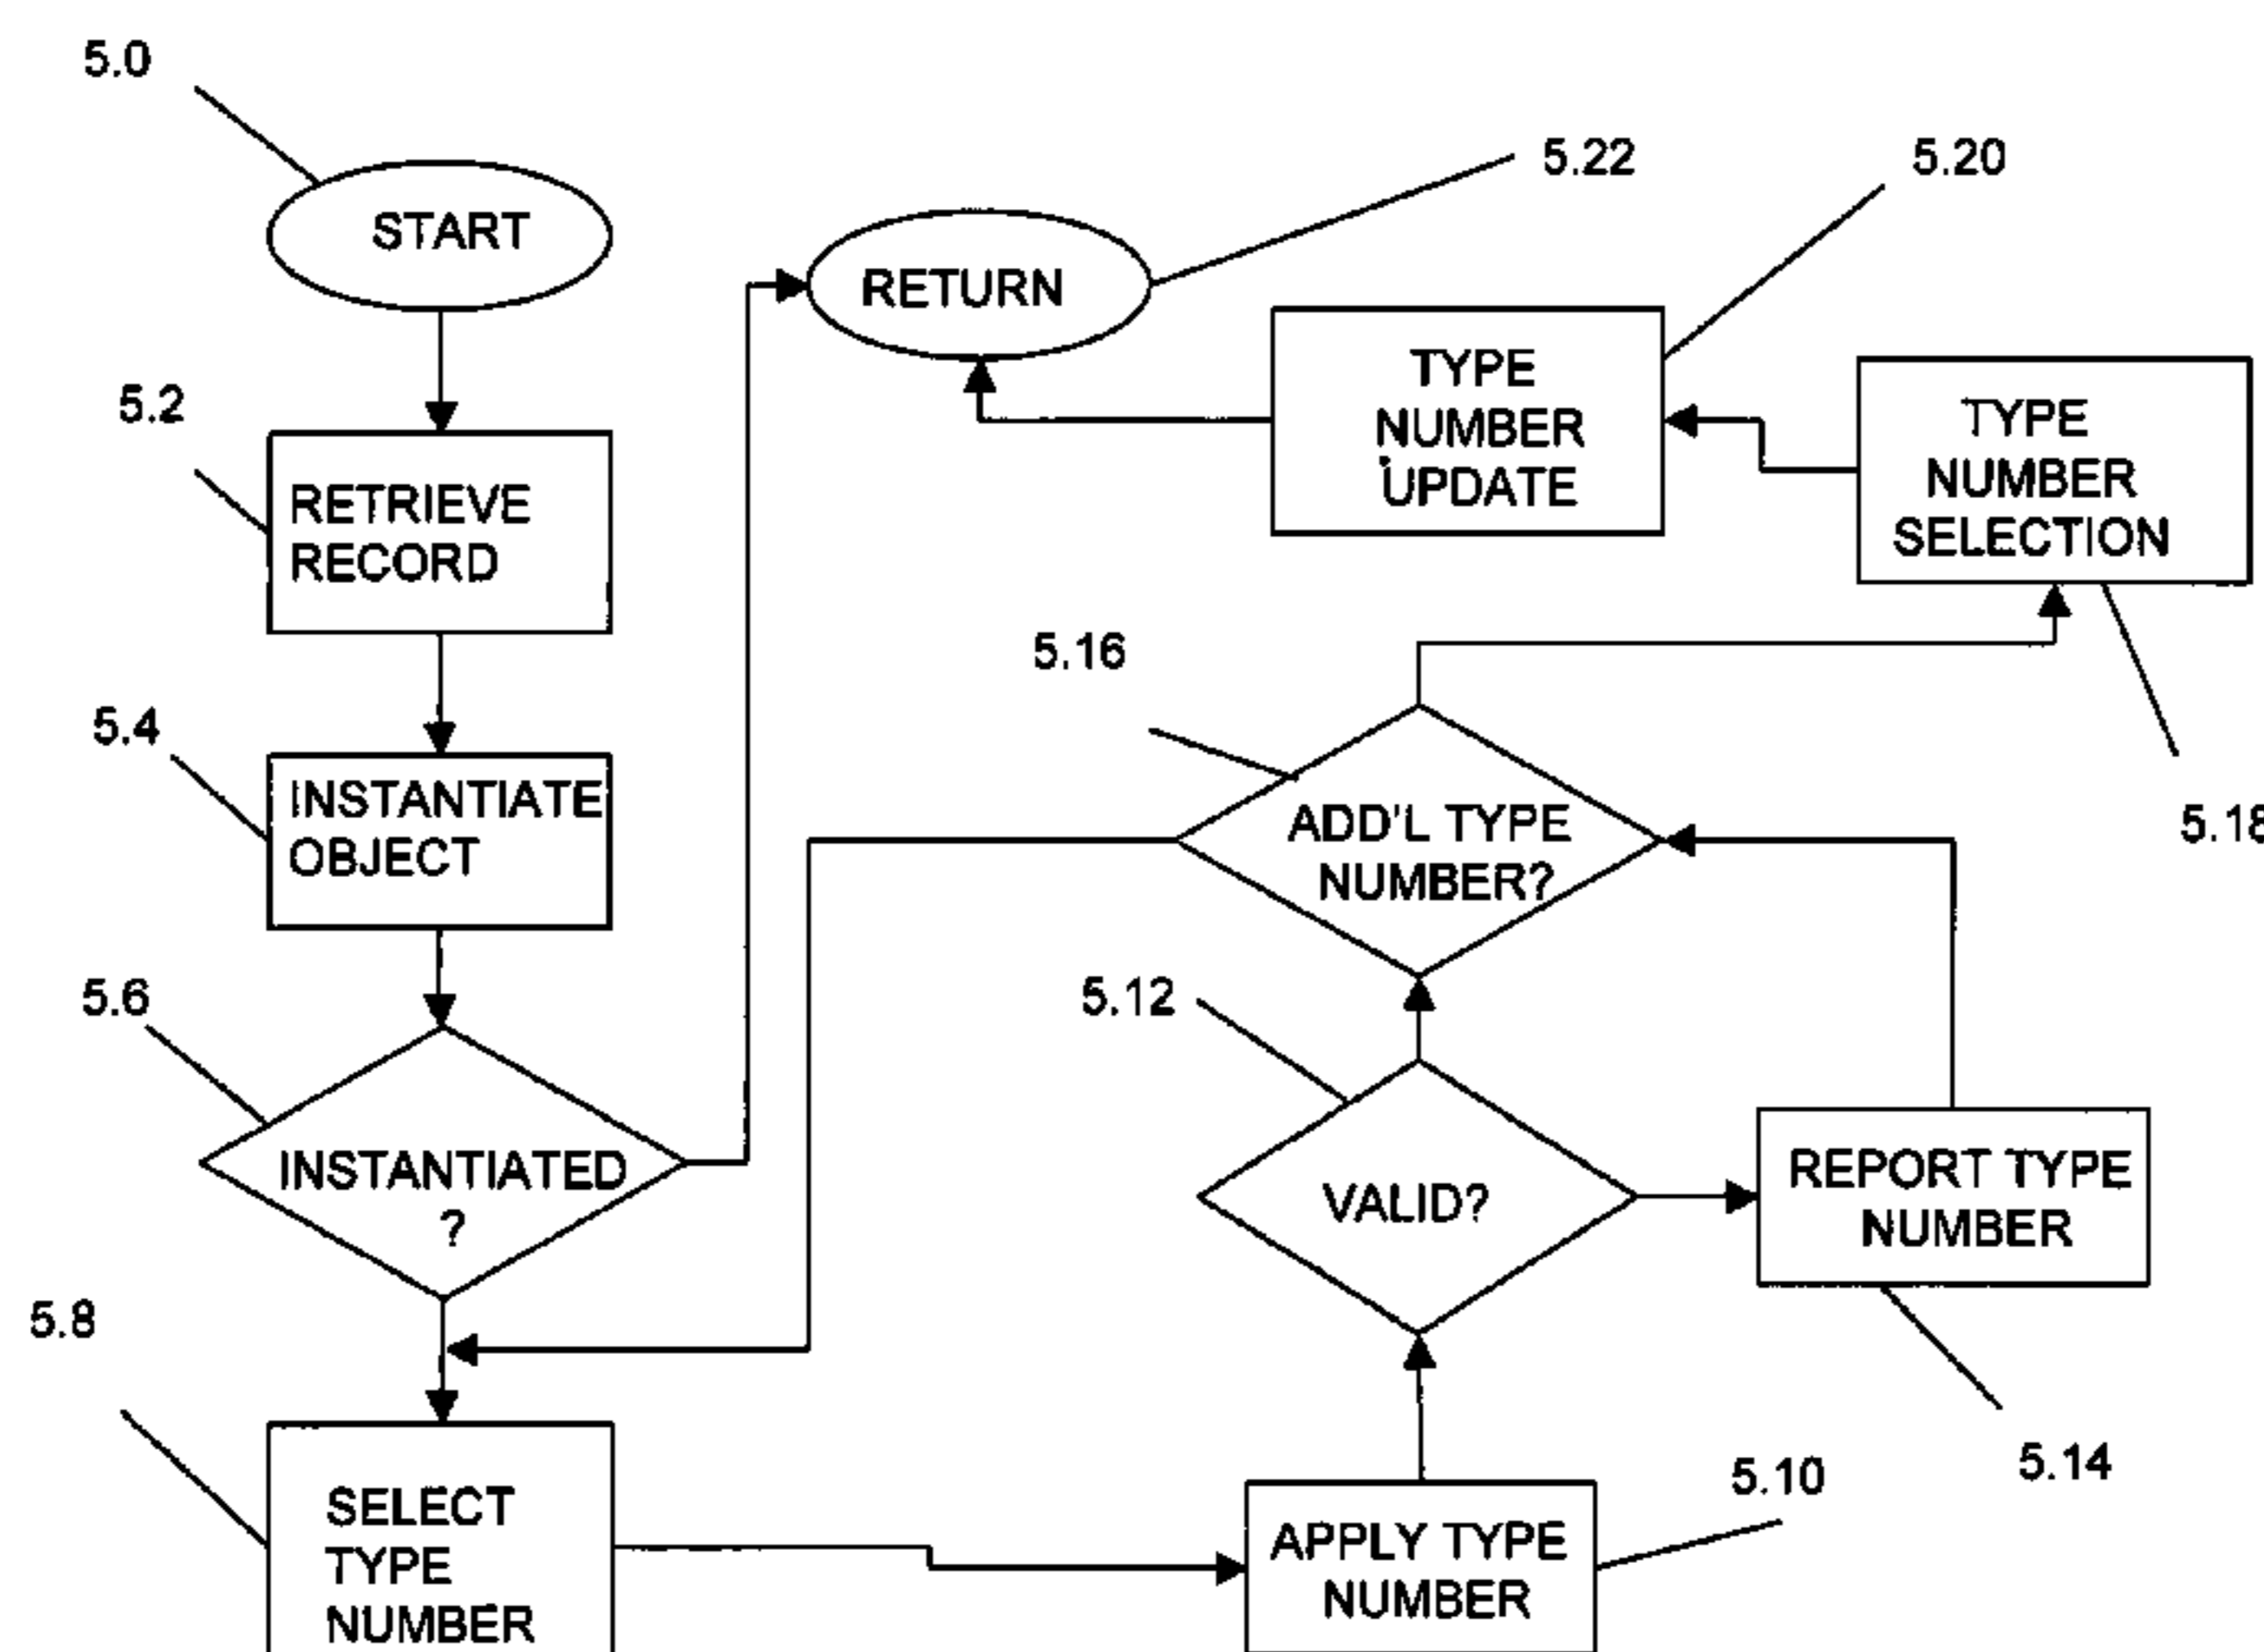 5.0
START
5.22
RETURN
5.20
TYPE
NUMBER
UPDATE
TYPE
NUMBER
SELECTION
5.18
5.2
RETRIEVE
RECORD
5.4
INSTANTIATE
OBJECT
5.6
INSTANTIATED
?
5.16
ADD'L TYPE
NUMBER?
5.12
VALID?
REPORT TYPE
NUMBER
5.14
5.8
SELECT
TYPE
NUMBER
APPLY TYPE
NUMBER
5.10